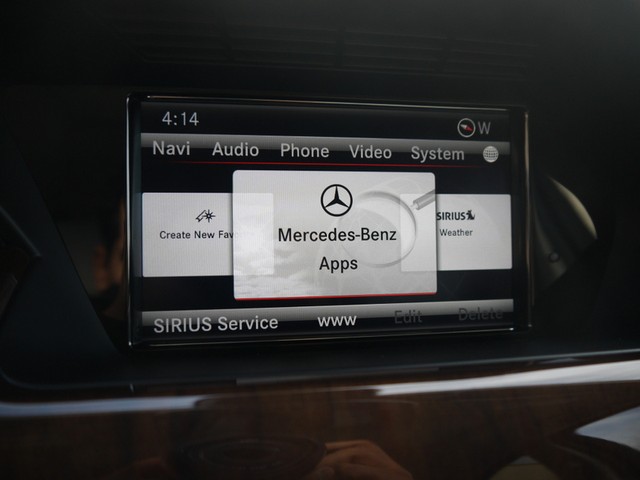 4:14 W
Navi Audio Phone Video System
Create New Fav
Mercedes-Benz
Apps
SIRIUS
Weather
SIRIUS Service www Edit Delete